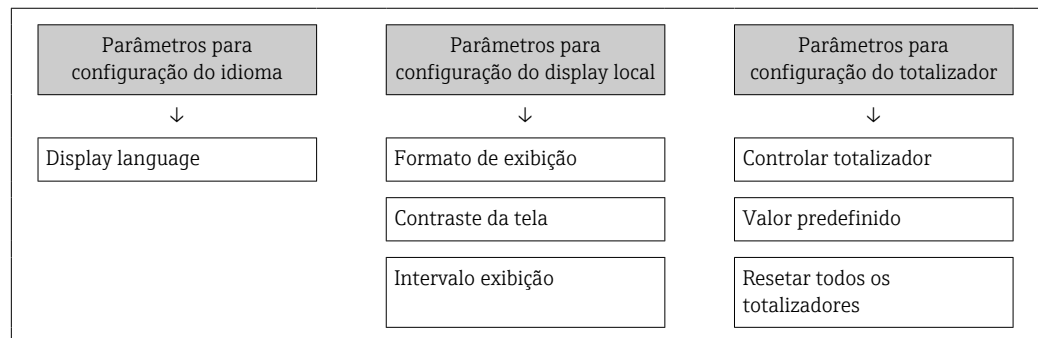 Parâmetros para
configuração do idioma
↓
Display language
Parâmetros para
configuração do display local
↓
Formato de exibição
Contraste da tela
Intervalo exibição
Parâmetros para
configuração do totalizador
↓
Controlar totalizador
Valor predefinido
Resetar todos os
totalizadores